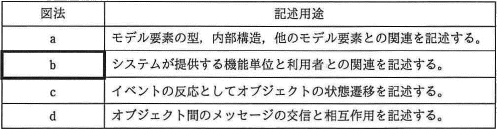 図法 記述用途
a モデル要素の型，内部構造，他のモデル要素との関連を記述する。
b システムが提供する機能単位と利用者との関連を記述する。
c イベントの反応としてオブジェクトの状態遷移を記述する。
d オブジェクト間のメッセージの交信と相互作用を記述する。